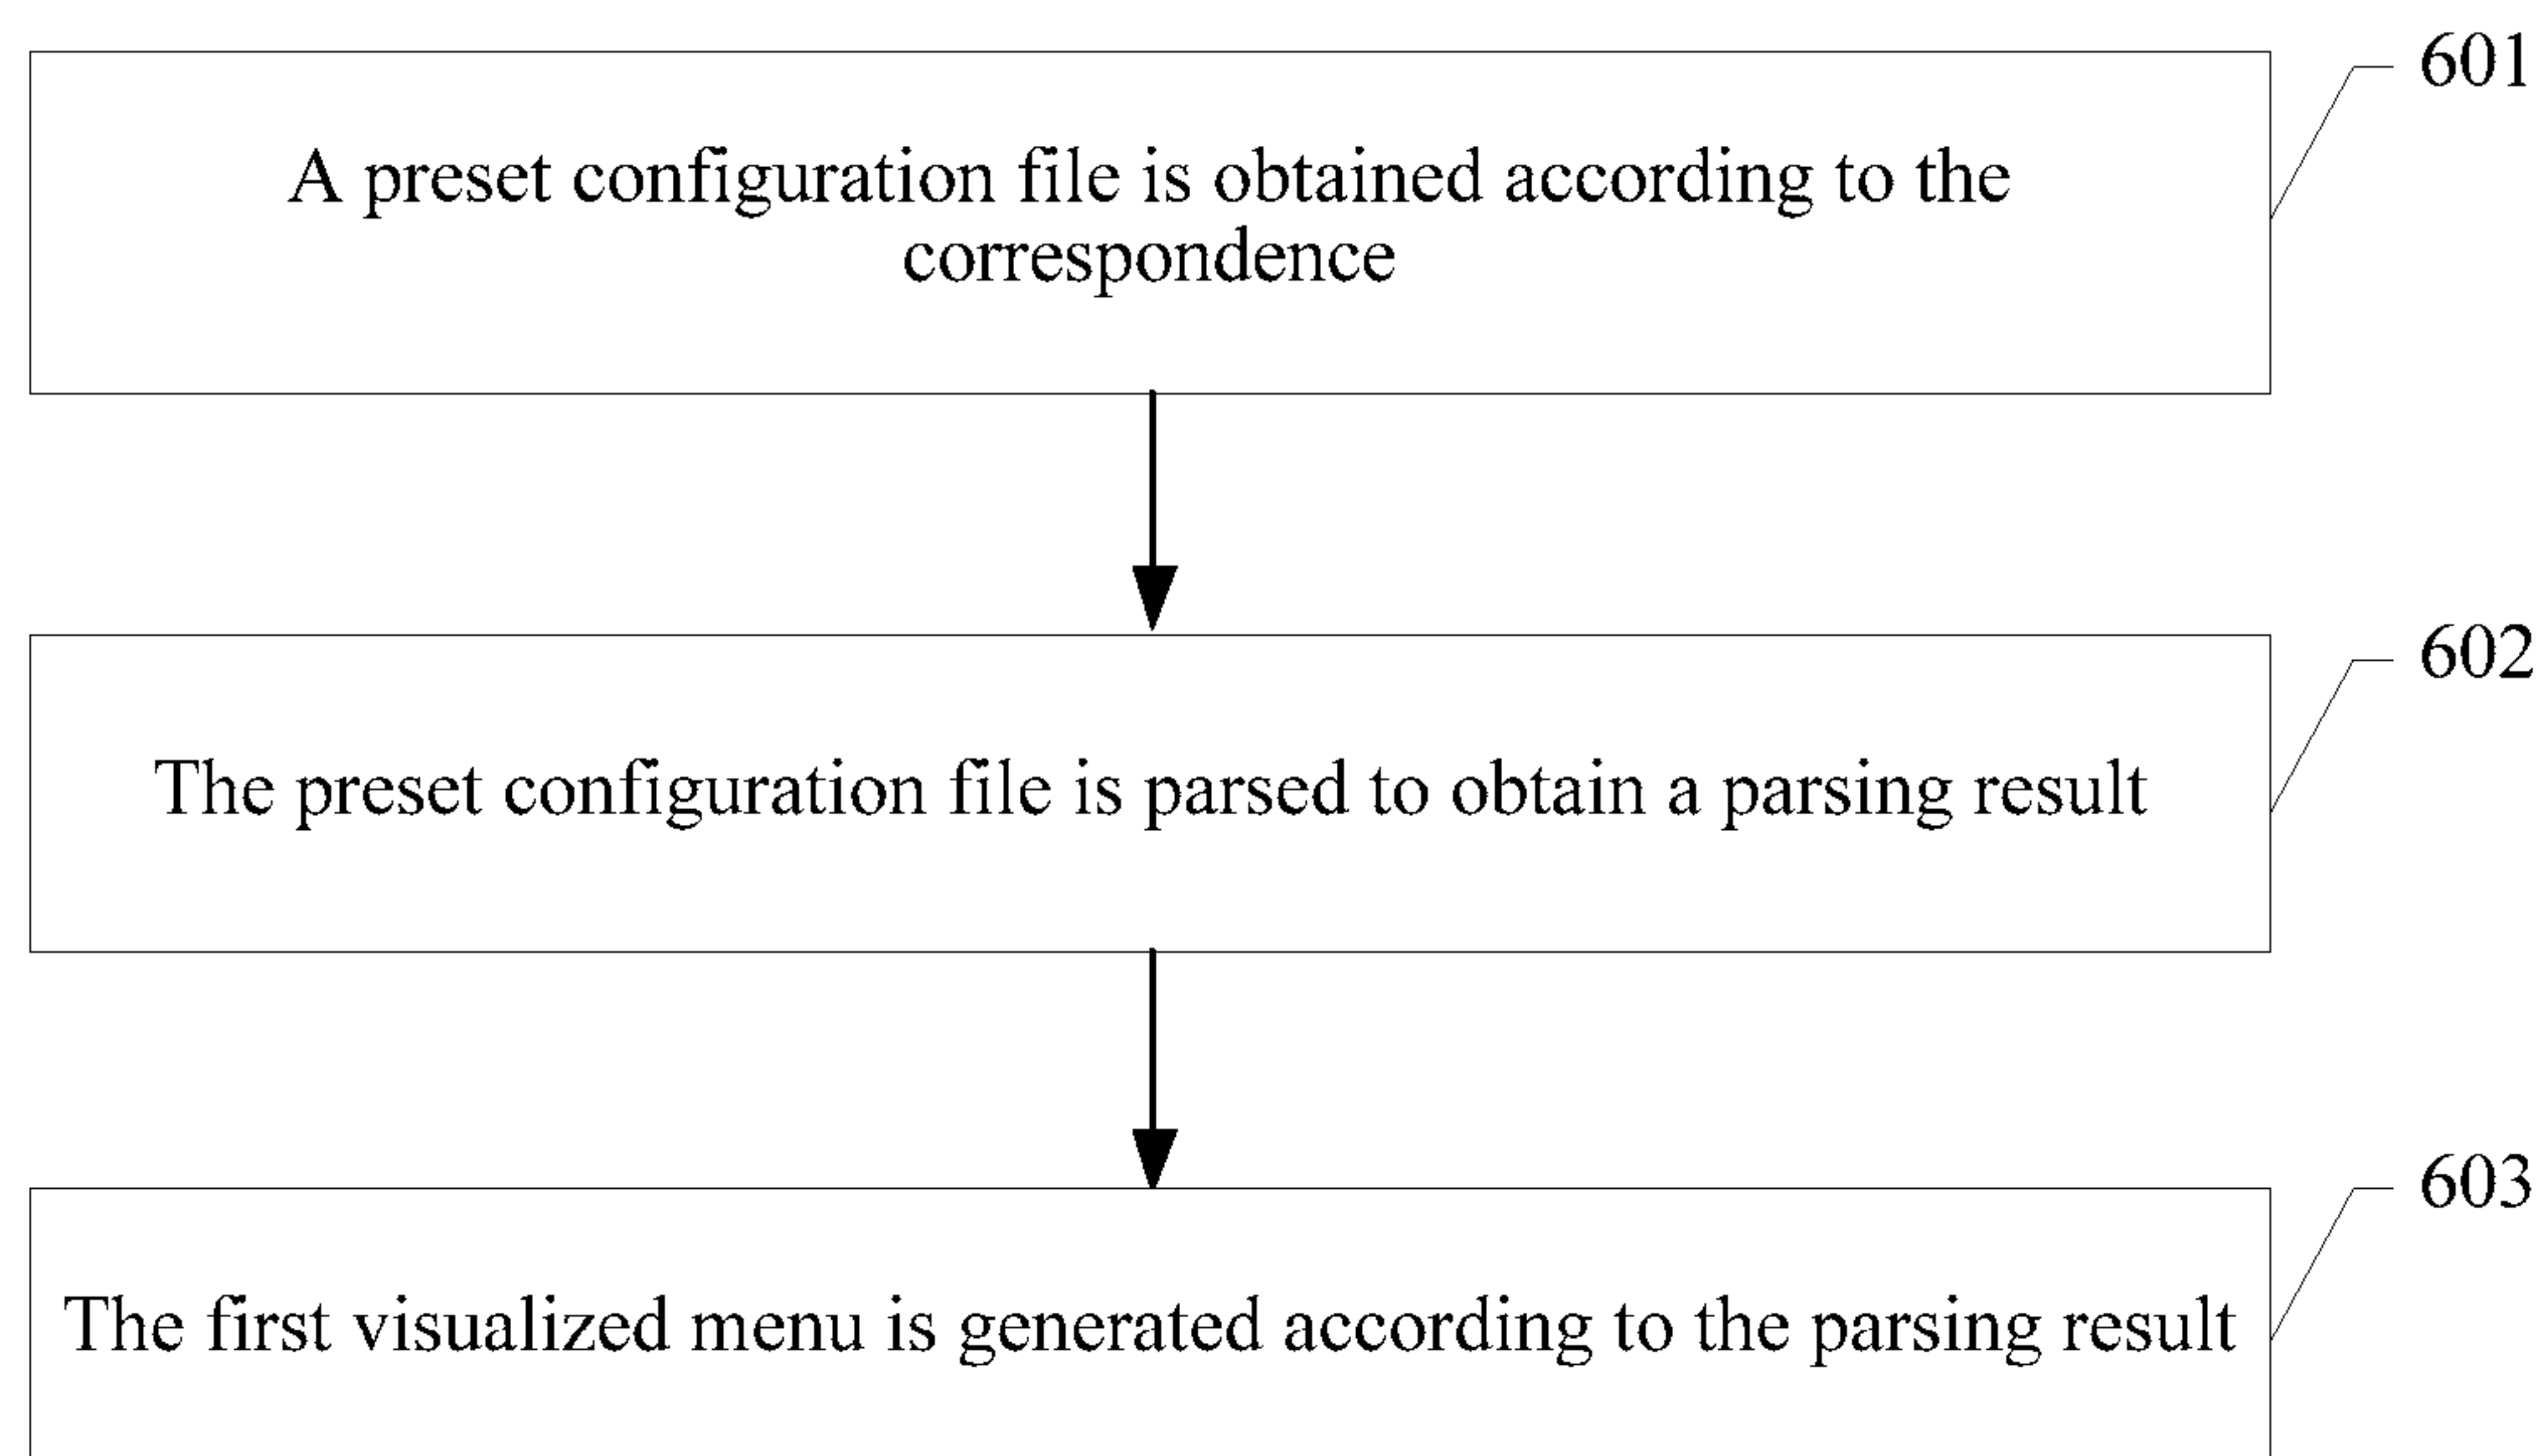 601
A preset configuration file is obtained according to the
correspondence
602
The preset configuration file is parsed to obtain a parsing result
603
The first visualized menu is generated according to the parsing result